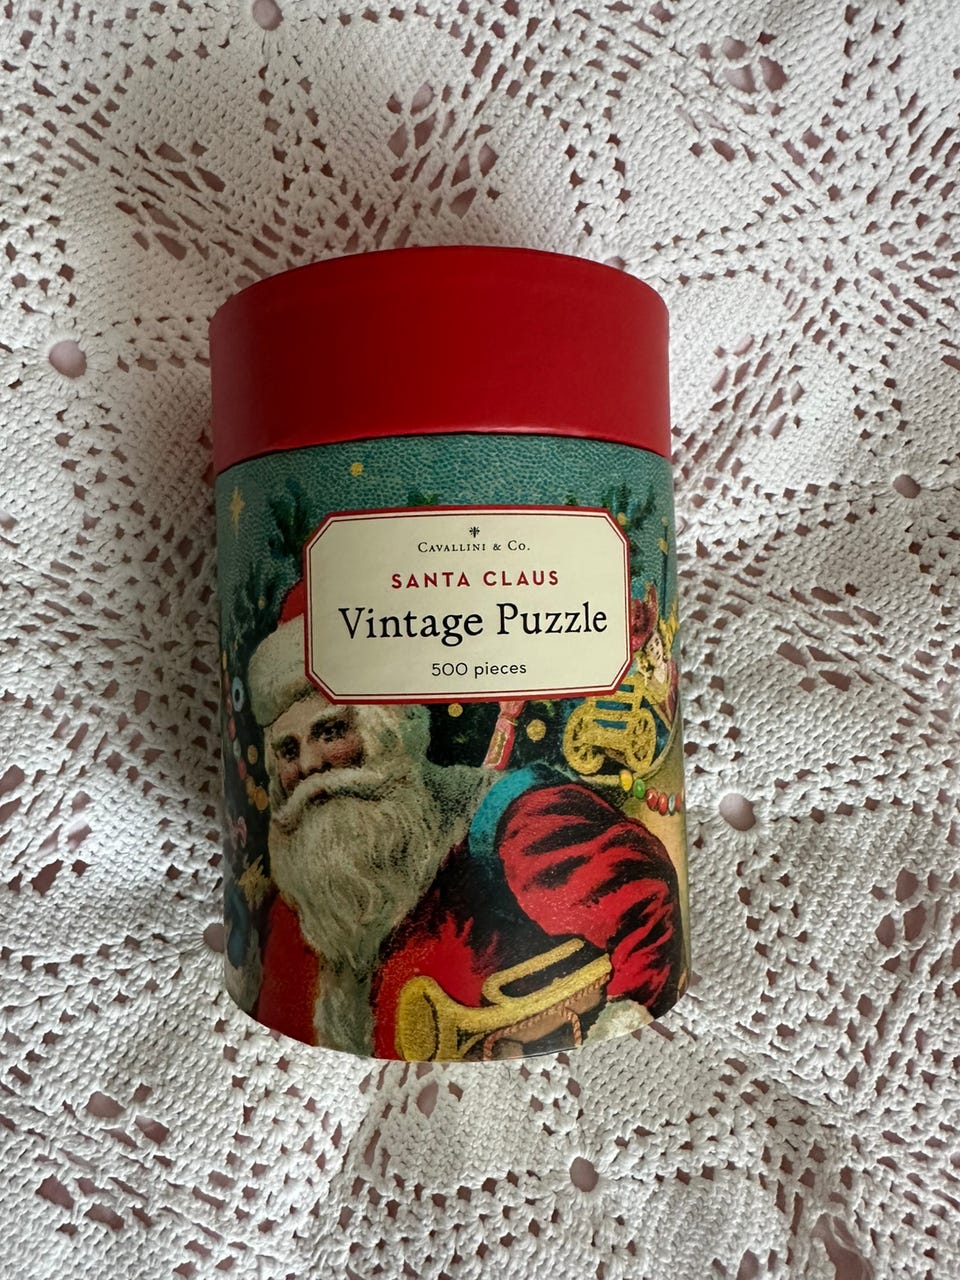 Cavallini & Co.
SANTA CLAUS
Vintage Puzzle
500 pieces